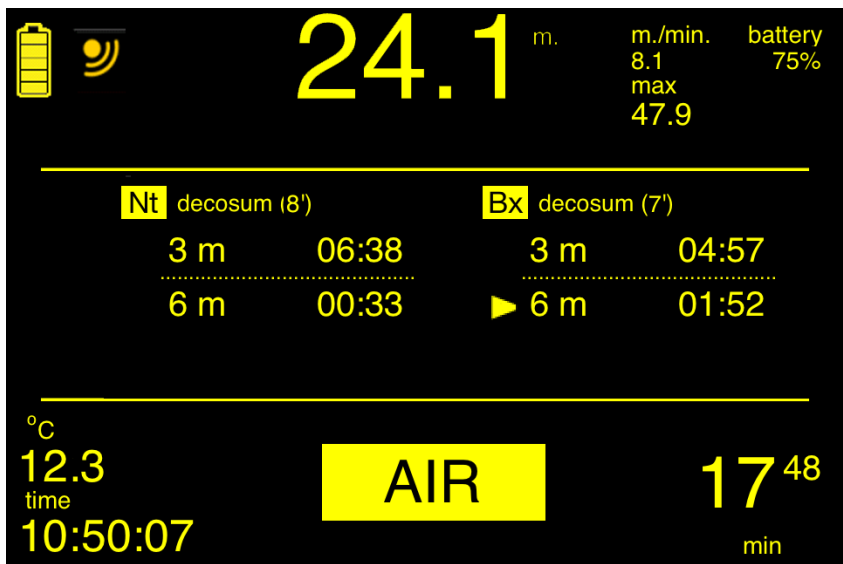 24.1 m.
m./min. battery
8.1 75%
max
47.9
Nt decosum (8')
3 m 06:38
6 m 00:33
Bx decosum (7')
3 m 04:57
6 m 01:52
°C
12.3
time
10:50:07
AIR
17 48
min